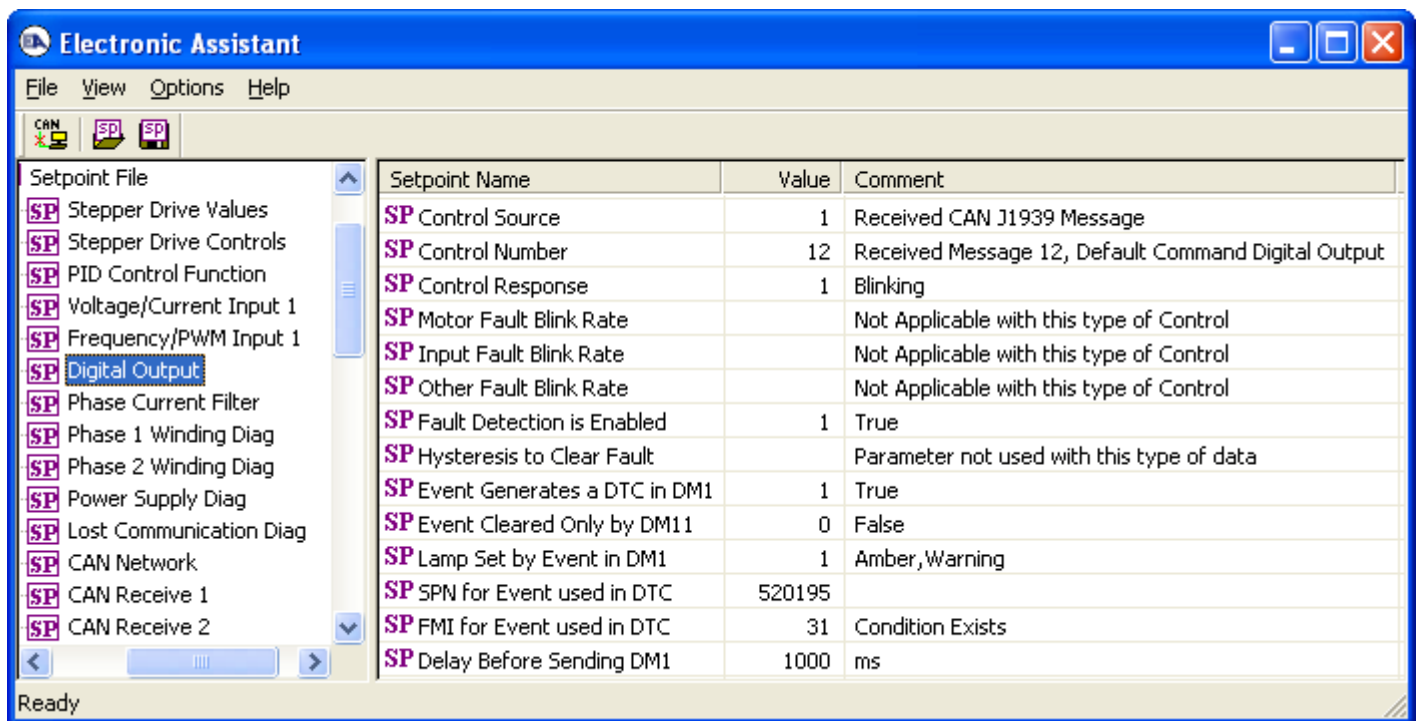 Electronic Assistant
File View Options Help
CAN SP SP
Setpoint File
SP Stepper Drive Values
SP Stepper Drive Controls
SP PID Control Function
SP Voltage/Current Input 1
SP Frequency/PWM Input 1
SP Digital Output
SP Phase Current Filter
SP Phase 1 Winding Diag
SP Phase 2 Winding Diag
SP Power Supply Diag
SP Lost Communication Diag
SP CAN Network
SP CAN Receive 1
SP CAN Receive 2
Setpoint Name Value Comment
SP Control Source 1 Received CAN J1939 Message
SP Control Number 12 Received Message 12, Default Command Digital Output
SP Control Response 1 Blinking
SP Motor Fault Blink Rate Not Applicable with this type of Control
SP Input Fault Blink Rate Not Applicable with this type of Control
SP Other Fault Blink Rate Not Applicable with this type of Control
SP Fault Detection is Enabled 1 True
SP Hysteresis to Clear Fault Parameter not used with this type of data
SP Event Generates a DTC in DM1 1 True
SP Event Cleared Only by DM11 0 False
SP Lamp Set by Event in DM1 1 Amber,Warning
SP SPN for Event used in DTC 520195
SP FMI for Event used in DTC 31 Condition Exists
SP Delay Before Sending DM1 1000 ms
Ready